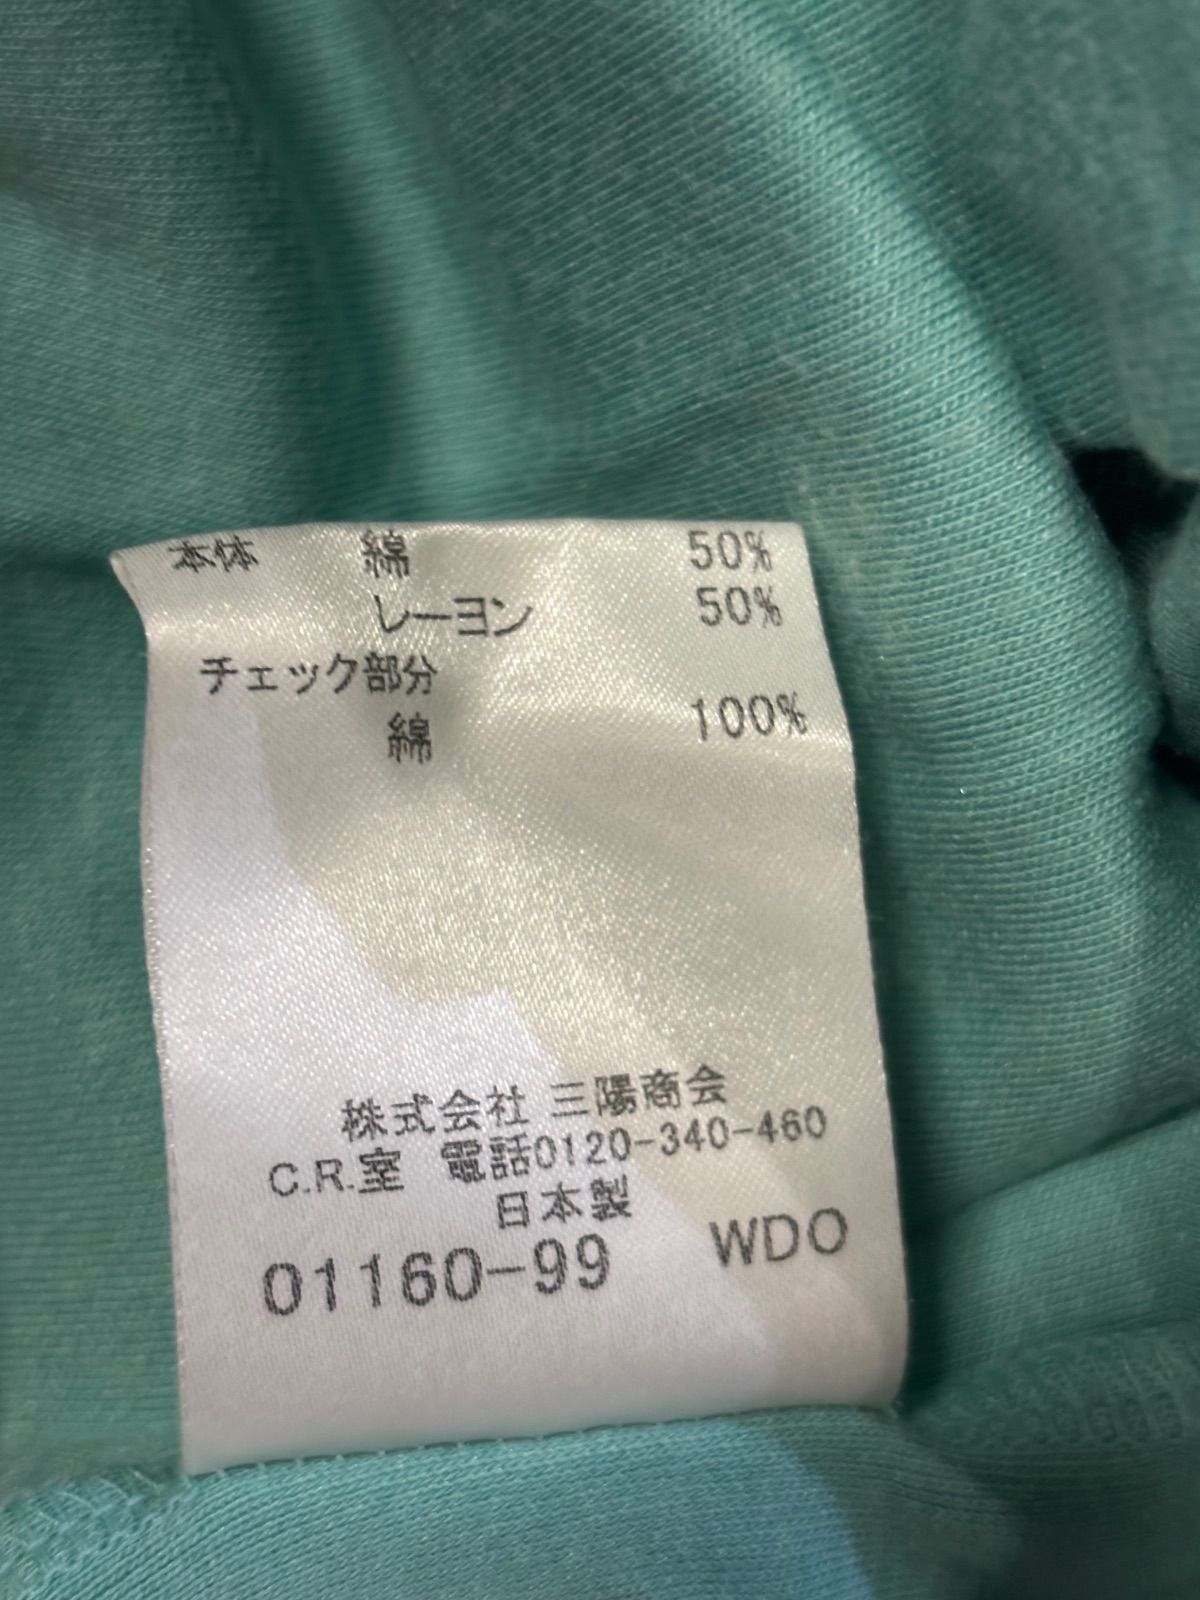 本体 綿 50%
レーヨン 50%
チェック部分
綿 100%
株式会社 三陽商会
C.R.室 電話0120-340-460
日本製
01160-99 WDO